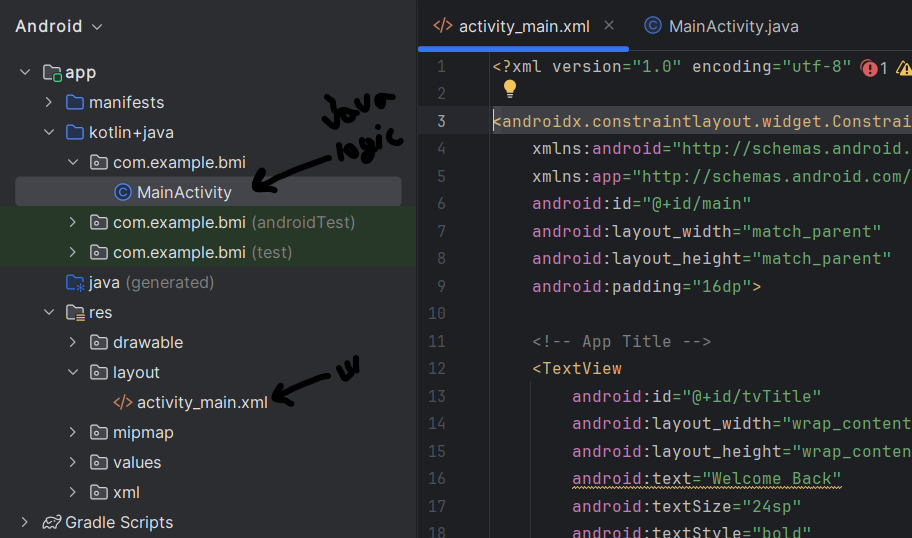 Android
activity_main.xml
MainActivity.java
app
manifests
kotlin+java
com.example.bmi
MainActivity
com.example.bmi (androidTest)
com.example.bmi (test)
java (generated)
res
drawable
layout
activity_main.xml
mipmap
values
xml
Gradle Scripts
Java
logic
1 <?xml version="1.0" encoding="utf-8"
1
2
3 <androidx.constraintlayout.widget.Constrai
4 xmlns:android="http://schemas.android.
5 xmlns:app="http://schemas.android.com/
6 android:id="@+id/main"
7 android:layout_width="match_parent"
8 android:layout_height="match_parent"
9 android:padding="16dp">
10
11 <!-- App Title -->
12 <TextView
13 android:id="@+id/tvTitle"
14 android:layout_width="wrap_content
15 android:layout_height="wrap_conten
16 android:text="Welcome Back"
17 android:textSize="24sp"
18 android:textStyle="bold"